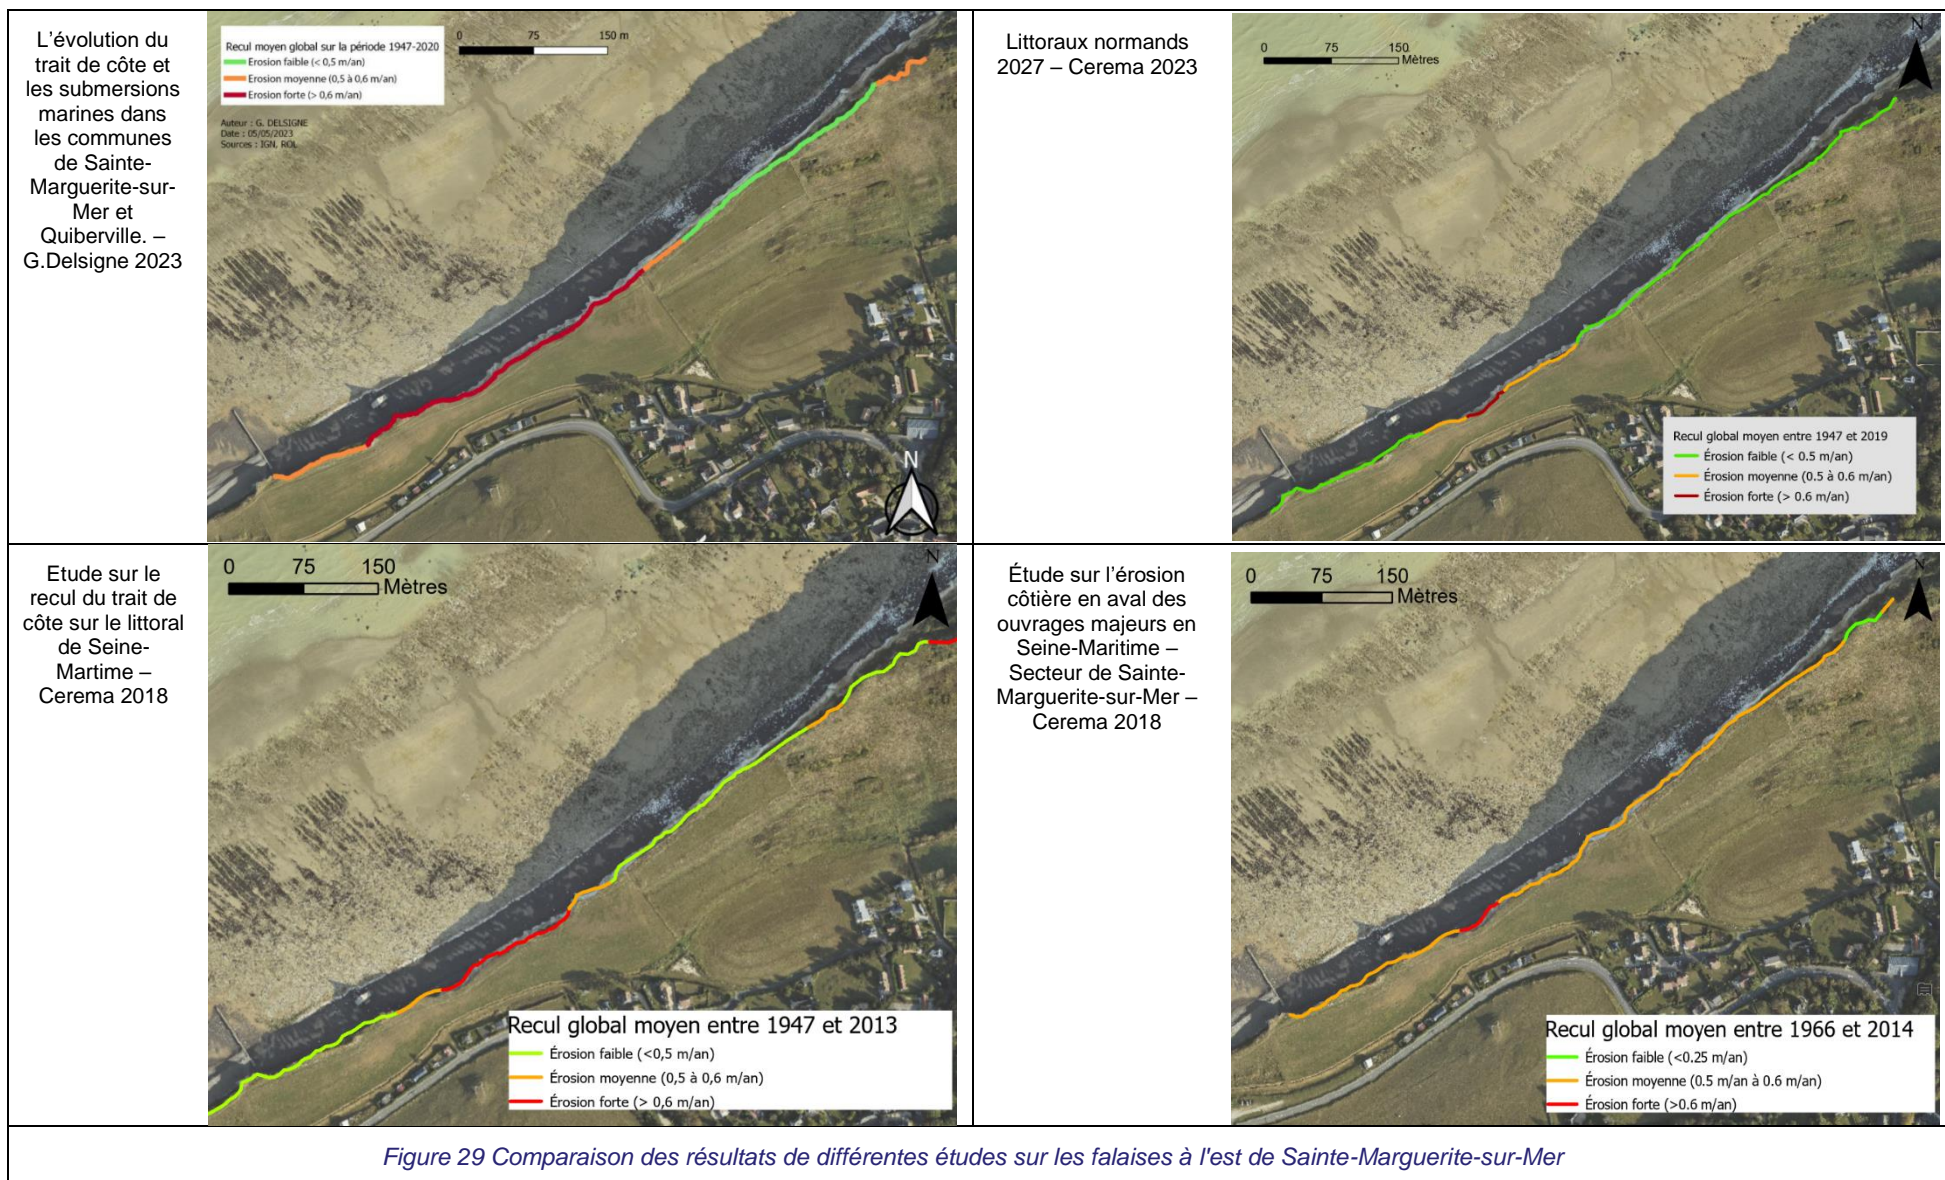 L'évolution du
trait de côte et
les submersions
marines dans
les communes
de Sainte-
Marguerite-sur-
Mer et
Quiberville. –
G.Delsigne 2023
Recul moyen global sur la période 1947-2020
Erosion faible (< 0,5 m/an)
Erosion moyenne (0,5 à 0,6 m/an)
Erosion forte (> 0,6 m/an)
Auteur : G. DELSIGNE
Date : 05/05/2023
Sources : IGN, ROL
0 75 150 m
N
Littoraux normands
2027 – Cerema 2023
0 75 150
Mètres
N
Recul global moyen entre 1947 et 2019
Érosion faible (< 0.5 m/an)
Érosion moyenne (0.5 à 0.6 m/an)
Érosion forte (> 0.6 m/an)
Etude sur le
recul du trait de
côte sur le littoral
de Seine-
Martime –
Cerema 2018
0 75 150
Mètres
N
Recul global moyen entre 1947 et 2013
Érosion faible (<0,5 m/an)
Érosion moyenne (0,5 à 0,6 m/an)
Érosion forte (> 0,6 m/an)
Étude sur l'érosion
côtière en aval des
ouvrages majeurs en
Seine-Maritime –
Secteur de Sainte-
Marguerite-sur-Mer –
Cerema 2018
0 75 150
Mètres
N
Recul global moyen entre 1966 et 2014
Érosion faible (<0.25 m/an)
Érosion moyenne (0.5 m/an à 0.6 m/an)
Érosion forte (>0.6 m/an)
Figure 29 Comparaison des résultats de différentes études sur les falaises à l'est de Sainte-Marguerite-sur-Mer